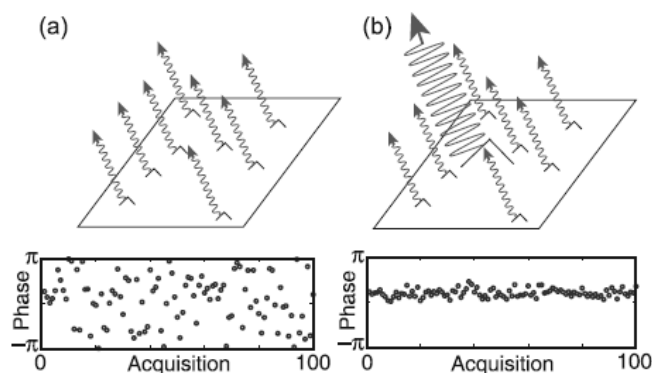 (a)
(b)
π
Phase
-π
0
Acquisition
100
π
Phase
-π
0
Acquisition
100